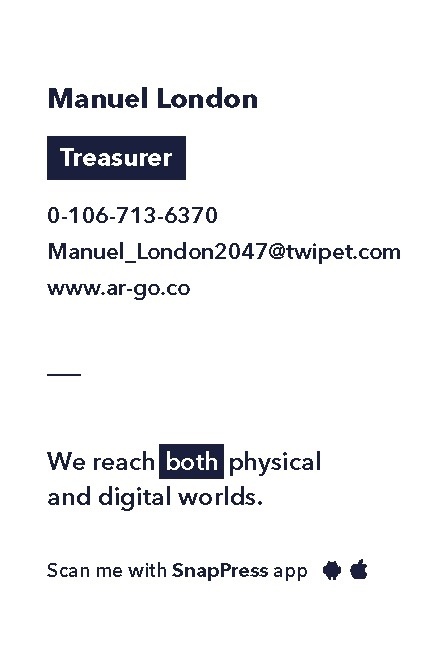 Manuel London
Treasurer
0-106-713-6370
Manuel_London2047@twipet.com
www.ar-go.co
We reach both physical
and digital worlds.
Scan me with SnapPress app